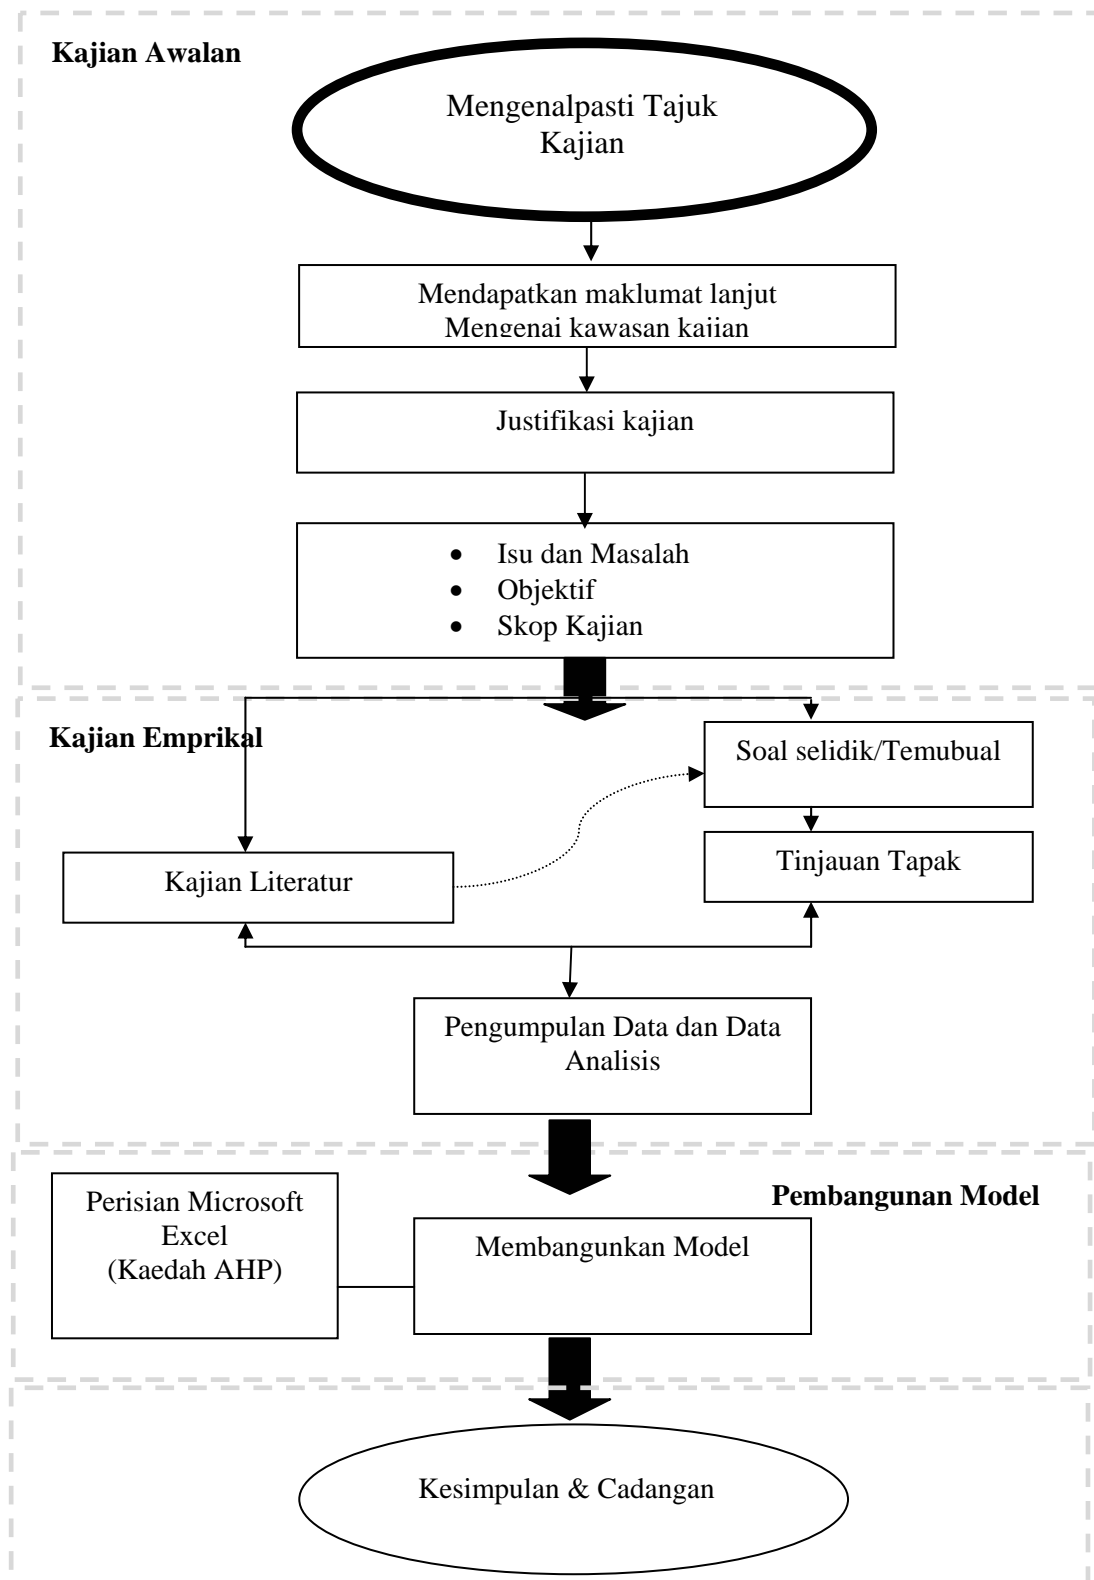 Kajian Awalan
Mengenalpasti Tajuk
Kajian
Mendapatkan maklumat lanjut
Mengenai kawasan kajian
Justifikasi kajian
• Isu dan Masalah
• Objektif
• Skop Kajian
Kajian Emprikal
Soal selidik/Temubual
Tinjauan Tapak
Kajian Literatur
Pengumpulan Data dan Data
Analisis
Pembangunan Model
Perisian Microsoft
Excel
(Kaedah AHP)
Membangunkan Model
Kesimpulan & Cadangan